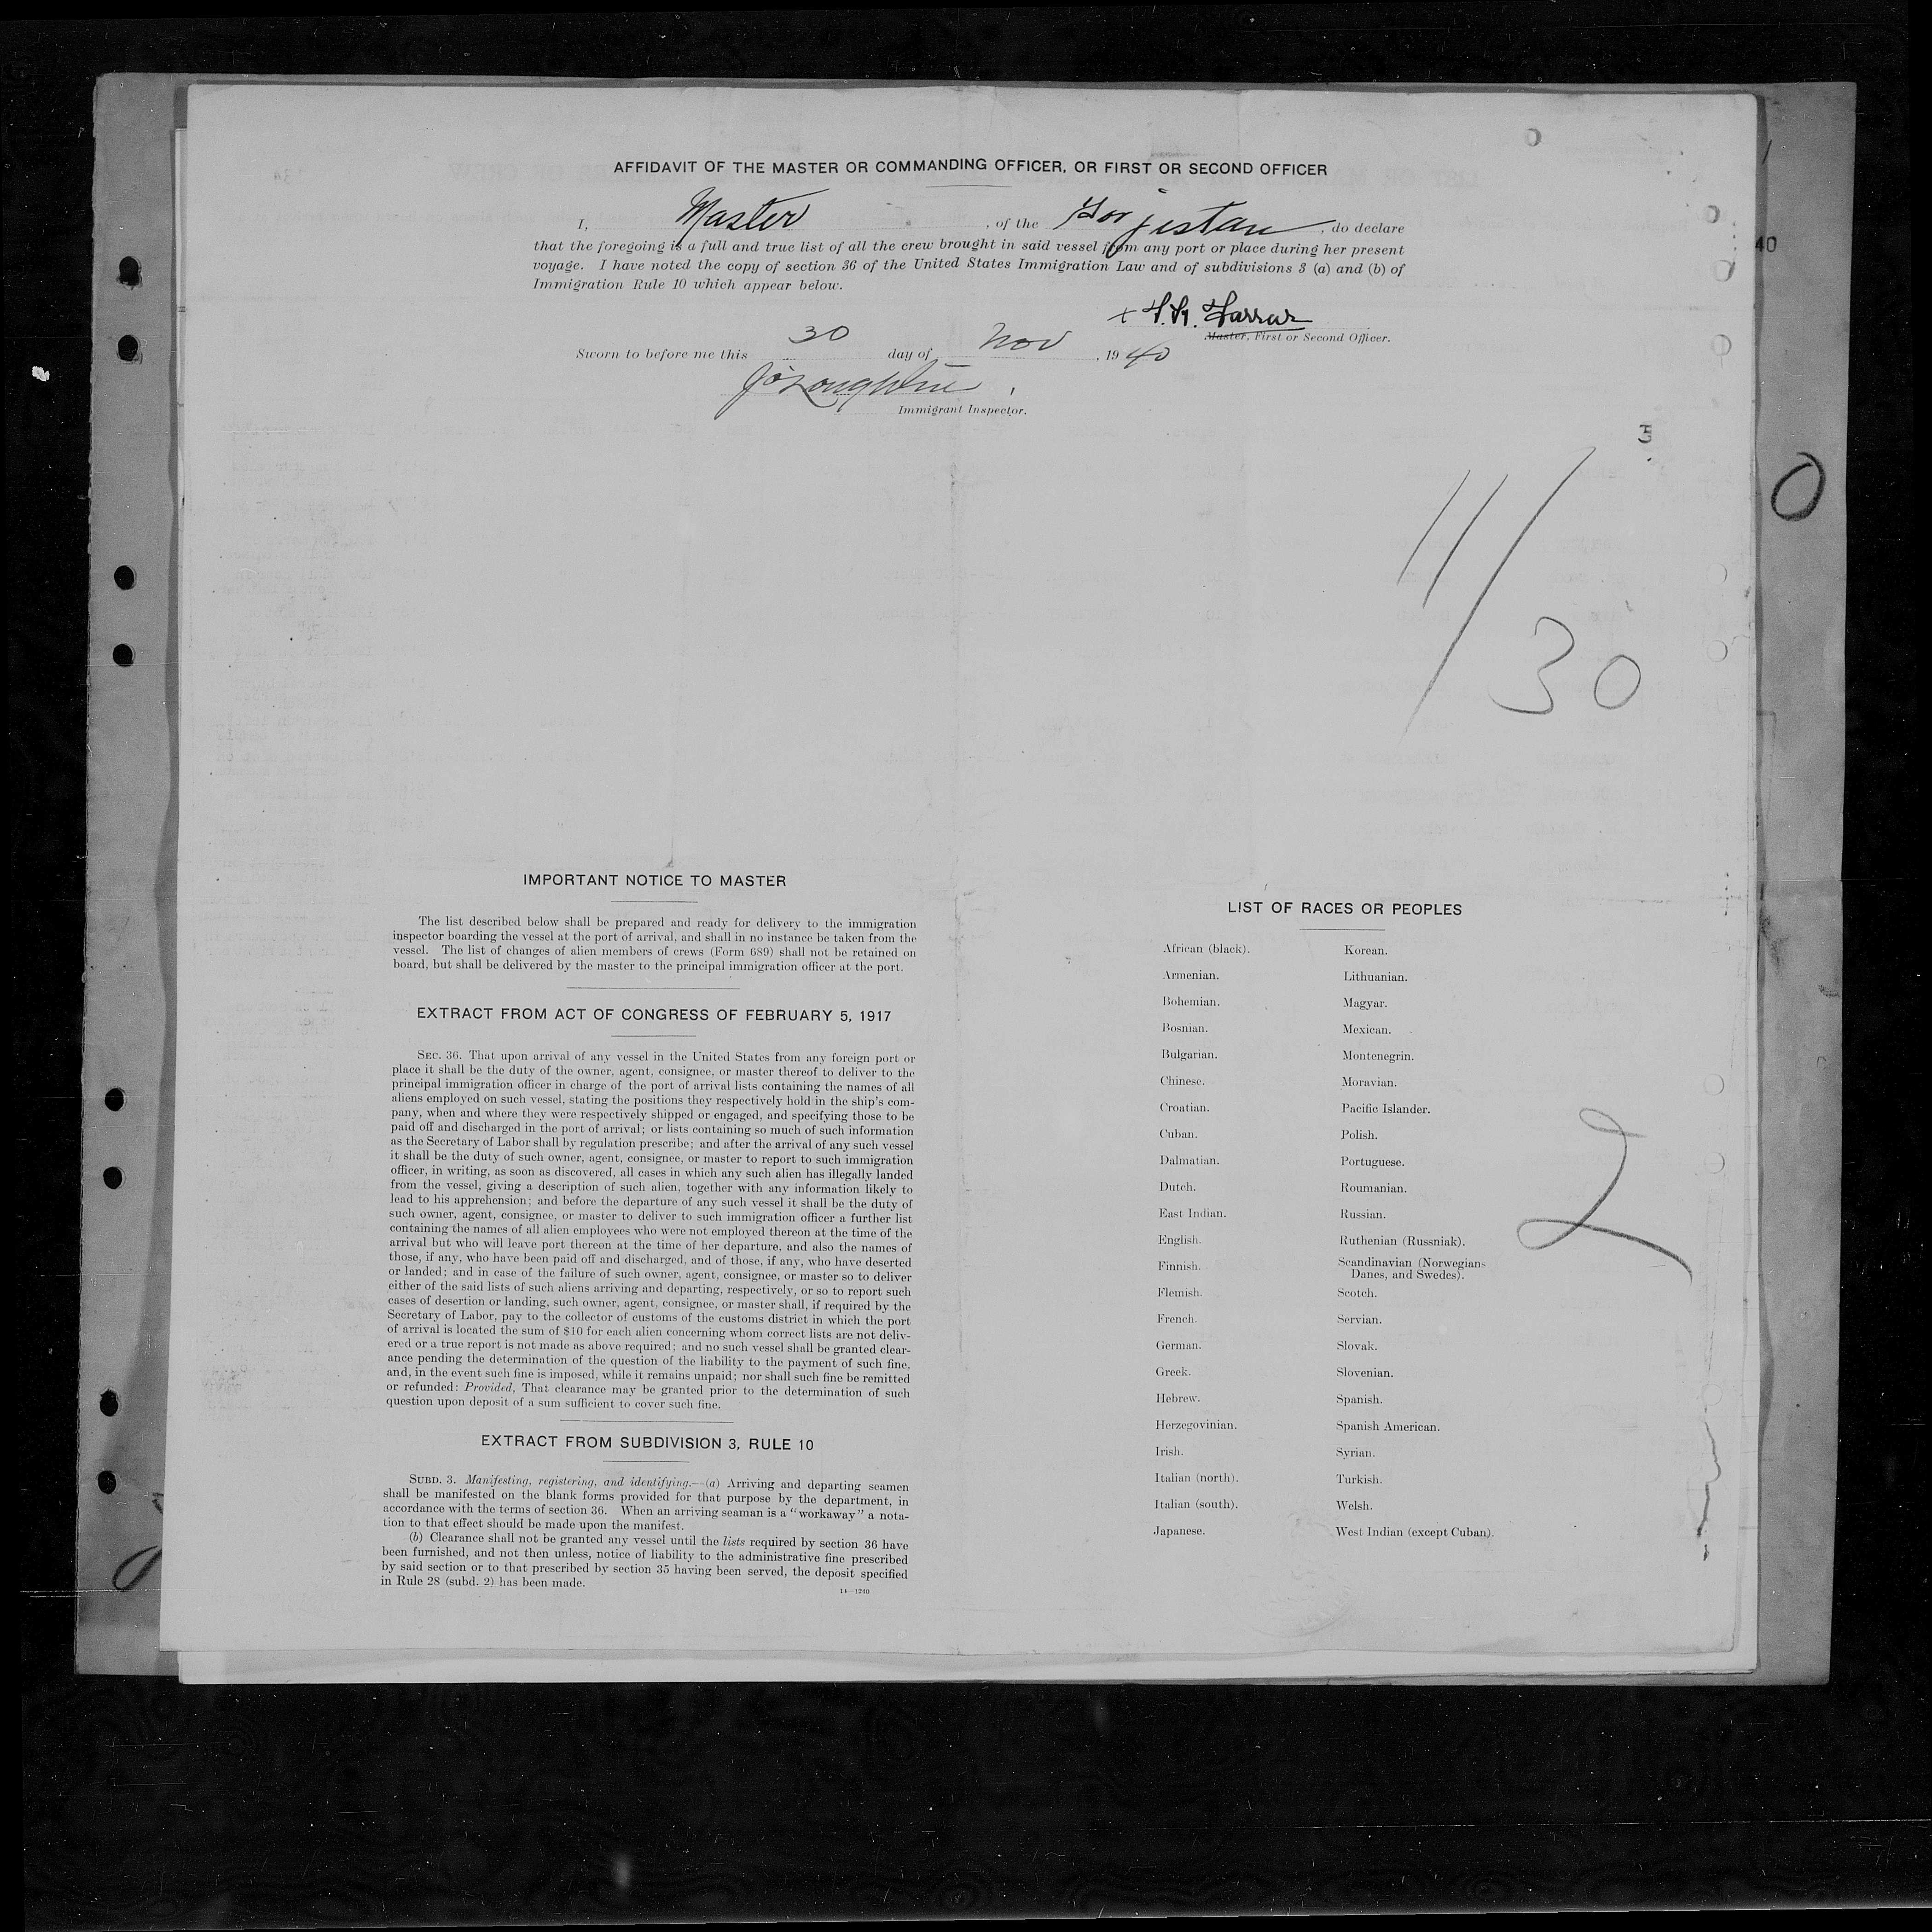 AFFIDAVIT OF THE MASTER OR COMMANDING OFFICER, OR FIRST OR SECOND OFFICER
I, Master, of the Gorjistan, do declare
that the foregoing is a full and true list of all the crew brought in said vessel from any port or place during her present
voyage. I have noted the copy of section 36 of the United States Immigration Law and of subdivisions 3 (a) and (b) of
Immigration Rule 10 which appear below.
Master, First or Second Officer.
Sworn to before me this 30 day of Nov, 1940
Immigrant Inspector.
11/30
40
0
IMPORTANT NOTICE TO MASTER
The list described below shall be prepared and ready for delivery to the immigration
inspector boarding the vessel at the port of arrival, and shall in no instance be taken from the
vessel. The list of changes of alien members of crews (Form 689) shall not be retained on
board, but shall be delivered by the master to the principal immigration officer at the port.
EXTRACT FROM ACT OF CONGRESS OF FEBRUARY 5, 1917
SEC. 36. That upon arrival of any vessel in the United States from any foreign port or
place it shall be the duty of the owner, agent, consignee, or master thereof to deliver to the
principal immigration officer in charge of the port of arrival lists containing the names of all
aliens employed on such vessel, stating the positions they respectively hold in the ship's com-
pany, when and where they were respectively shipped or engaged, and specifying those to be
paid off and discharged in the port of arrival; or lists containing so much of such information
as the Secretary of Labor shall by regulation prescribe; and after the arrival of any such vessel
it shall be the duty of such owner, agent, consignee, or master to report to such immigration
officer, in writing, as soon as discovered, all cases in which any such alien has illegally landed
from the vessel, giving a description of such alien, together with any information likely to
lead to his apprehension; and before the departure of any such vessel it shall be the duty of
such owner, agent, consignee, or master to deliver to such immigration officer a further list
containing the names of all alien employees who were not employed thereon at the time of the
arrival but who will leave port thereon at the time of her departure, and also the names of
those, if any, who have been paid off and discharged, and of those, if any, who have deserted
or landed; and in case of the failure of such owner, agent, consignee, or master so to deliver
either of the said lists of such aliens arriving and departing, respectively, or so to report such
cases of desertion or landing, such owner, agent, consignee, or master shall, if required by the
Secretary of Labor, pay to the collector of customs of the customs district in which the port
of arrival is located the sum of $10 for each alien concerning whom correct lists are not deliv-
ered or a true report is not made as above required; and no such vessel shall be granted clear-
ance pending the determination of the question of the liability to the payment of such fine,
and, in the event such fine is imposed, while it remains unpaid; nor shall such fine be remitted
or refunded: Provided, That clearance may be granted prior to the determination of such
question upon deposit of a sum sufficient to cover such fine.
EXTRACT FROM SUBDIVISION 3, RULE 10
SUBD. 3. Manifesting, registering, and identifying.—(a) Arriving and departing seamen
shall be manifested on the blank forms provided for that purpose by the department, in
accordance with the terms of section 36. When an arriving seaman is a "workaway" a nota-
tion to that effect should be made upon the manifest.
(b) Clearance shall not be granted any vessel until the lists required by section 36 have
been furnished, and not then unless, notice of liability to the administrative fine prescribed
by said section or to that prescribed by section 35 having been served, the deposit specified
in Rule 28 (subd. 2) has been made.
14—1240
LIST OF RACES OR PEOPLES
African (black).
Armenian.
Bohemian.
Bosnian.
Bulgarian.
Chinese.
Croatian.
Cuban.
Dalmatian.
Dutch.
East Indian.
English.
Finnish.
Flemish.
French.
German.
Greek.
Hebrew.
Herzegovinian.
Irish.
Italian (north).
Italian (south).
Japanese.
Korean.
Lithuanian.
Magyar.
Mexican.
Montenegrin.
Moravian.
Pacific Islander.
Polish.
Portuguese.
Roumanian.
Russian.
Ruthenian (Russniak).
Scandinavian (Norwegians
Danes, and Swedes).
Scotch.
Servian.
Slovak.
Slovenian.
Spanish.
Spanish American.
Syrian.
Turkish.
Welsh.
West Indian (except Cuban).
2